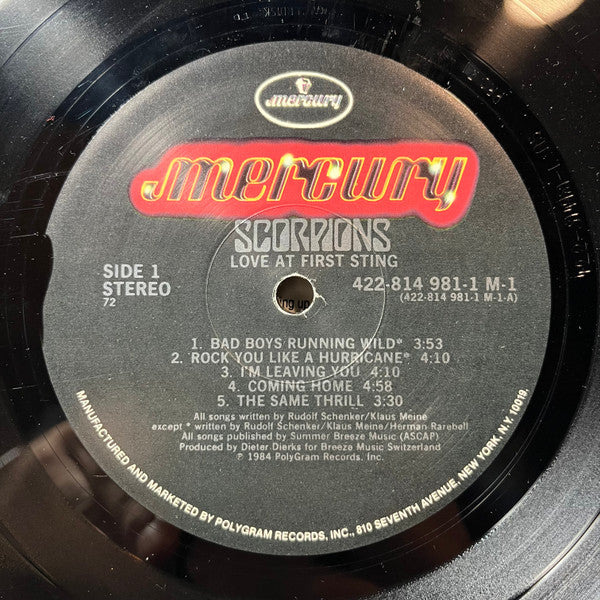 mercury
mercury
SCORPIONS
LOVE AT FIRST STING
SIDE 1
STEREO
72
422-814 981-1 M-1
(422-814 981-1 M-1-A)
ing up
1. BAD BOYS RUNNING WILD* 3:53
2. ROCK YOU LIKE A HURRICANE* 4:10
3. I'M LEAVING YOU 4:10
4. COMING HOME 4:58
5. THE SAME THRILL 3:30
All songs written by Rudolf Schenker/Klaus Meine
except * written by Rudolf Schenker/Klaus Meine/Herman Rarebell
All songs published by Summer Breeze Music (ASCAP)
Produced by Dieter Dierks for Breeze Music Switzerland
℗ 1984 PolyGram Records, Inc.
MANUFACTURED AND MARKETED BY POLYGRAM RECORDS, INC., 810 SEVENTH AVENUE, NEW YORK, N.Y. 10019.